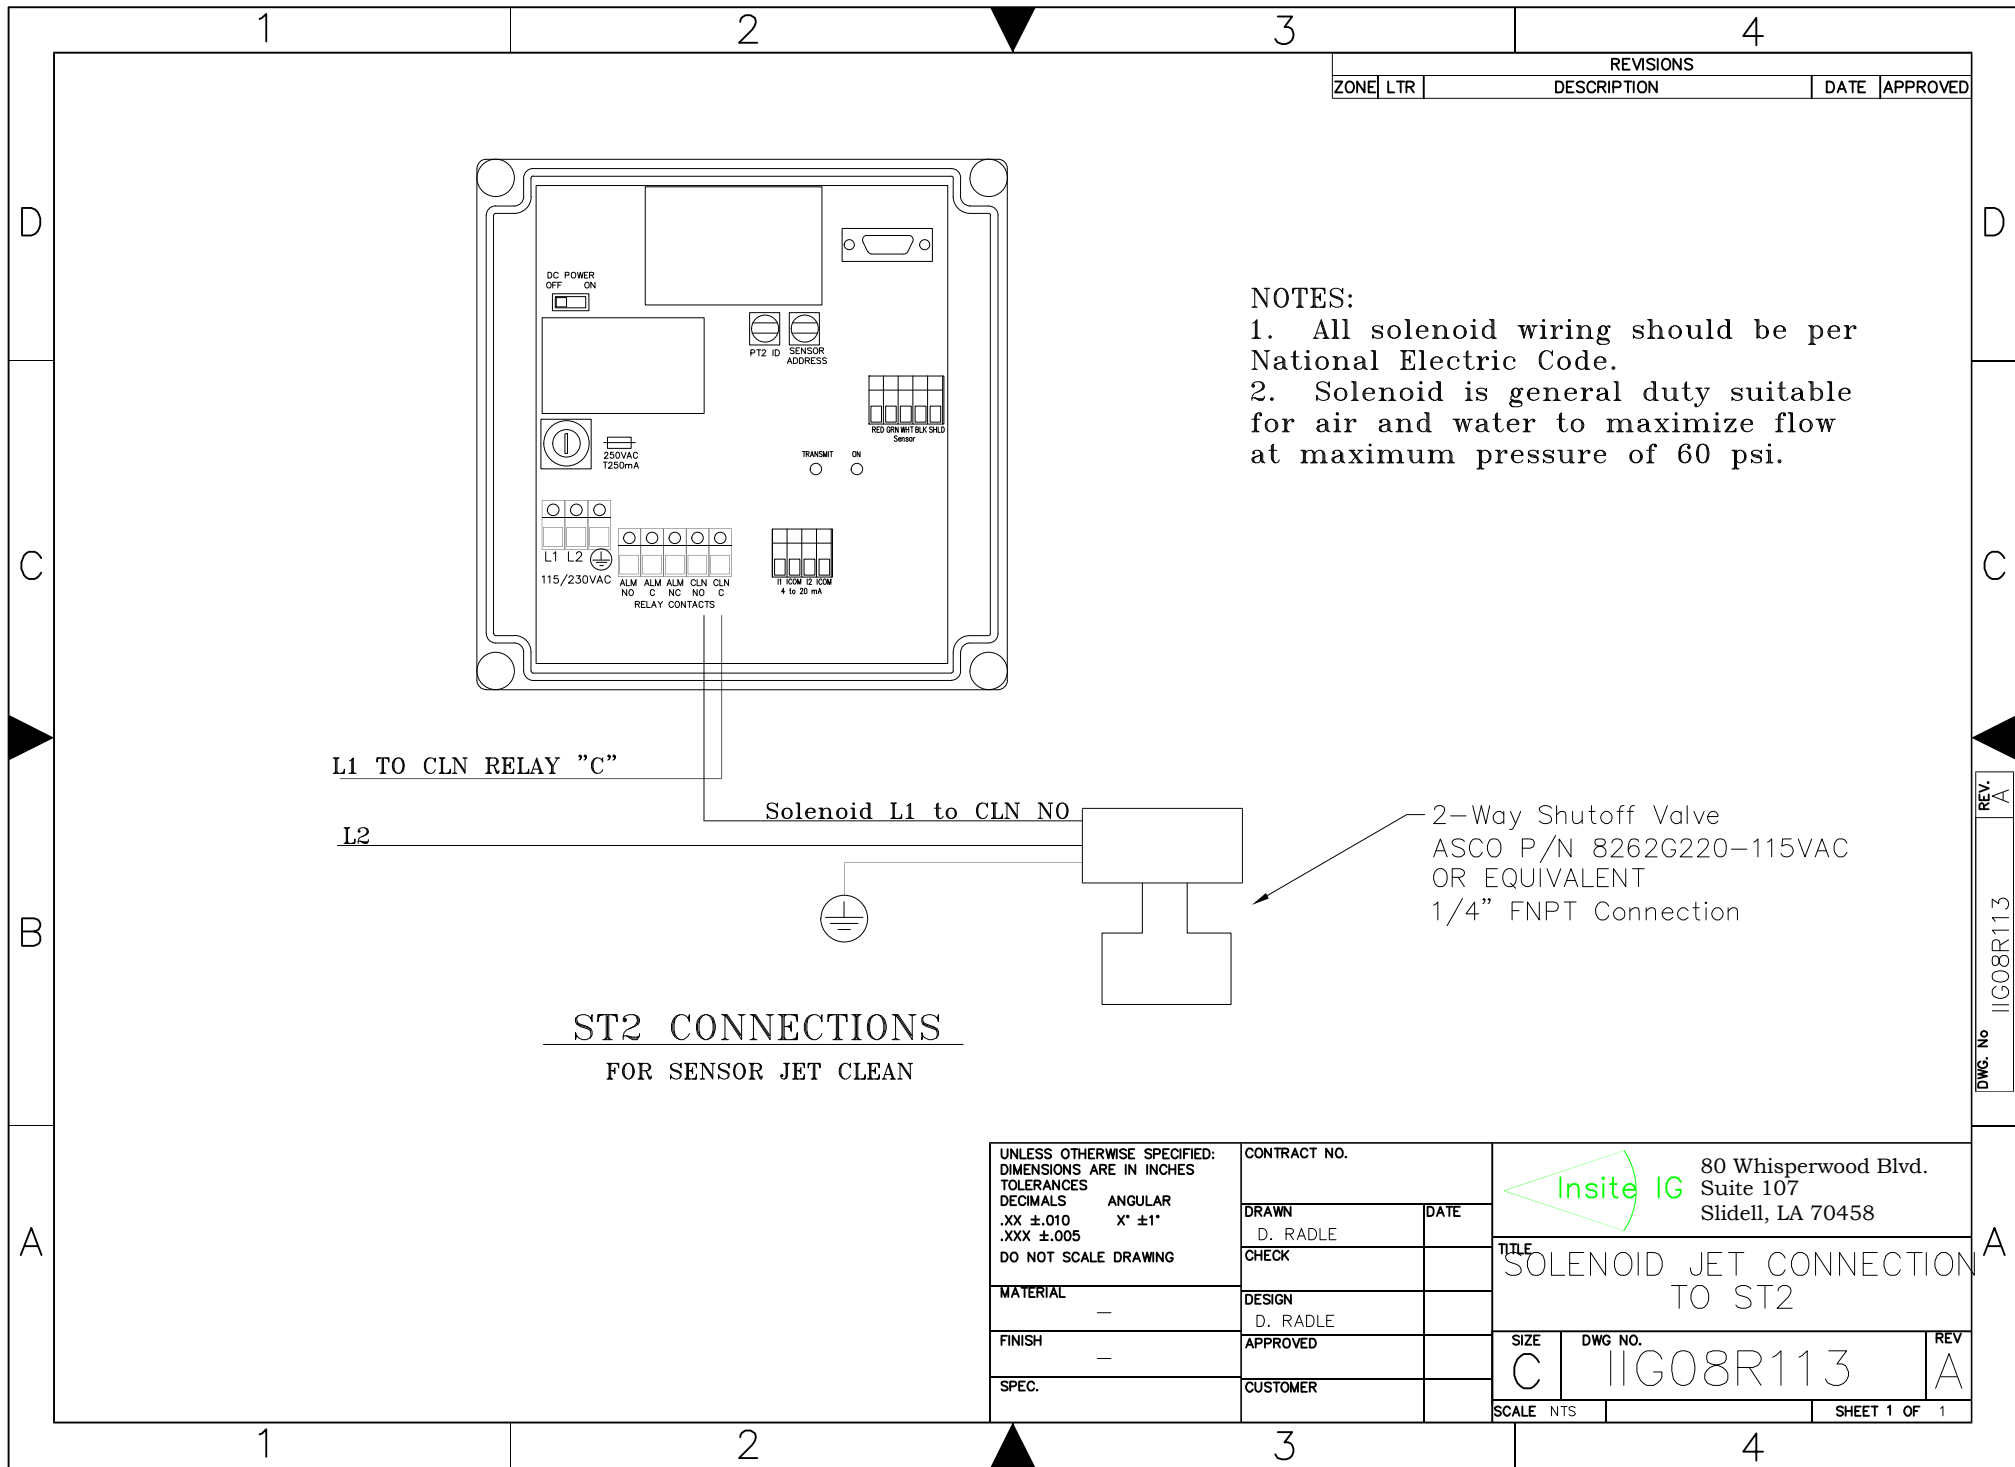 1 2 3 4
REVISIONS
ZONE LTR DESCRIPTION DATE APPROVED
D D
DC POWER
OFF ON
PT2 ID SENSOR
ADDRESS
RED GRN WHT BLK SHLD
Sensor
250VAC
T250mA
TRANSMIT ON
L1 L2
115/230VAC
ALM ALM ALM CLN CLN
NO C NC NO C
RELAY CONTACTS
I1 ICOM I2 ICOM
4 to 20 mA
NOTES:
1. All solenoid wiring should be per
National Electric Code.
2. Solenoid is general duty suitable
for air and water to maximize flow
at maximum pressure of 60 psi.
C C
L1 TO CLN RELAY "C"
Solenoid L1 to CLN NO
L2
2-Way Shutoff Valve
ASCO P/N 8262G220-115VAC
OR EQUIVALENT
1/4" FNPT Connection
REV. A
DWG. No IIG08R113
B
ST2 CONNECTIONS
FOR SENSOR JET CLEAN
A A
UNLESS OTHERWISE SPECIFIED:
DIMENSIONS ARE IN INCHES
TOLERANCES
DECIMALS ANGULAR
.XX ±.010 X° ±1°
.XXX ±.005
DO NOT SCALE DRAWING
MATERIAL
–
FINISH
–
SPEC.
CONTRACT NO.
DRAWN DATE
D. RADLE
CHECK
DESIGN
D. RADLE
APPROVED
CUSTOMER
Insite IG
80 Whisperwood Blvd.
Suite 107
Slidell, LA 70458
TITLE
SOLENOID JET CONNECTION
TO ST2
SIZE DWG NO. REV
C IIG08R113 A
SCALE NTS SHEET 1 OF 1
1 2 3 4